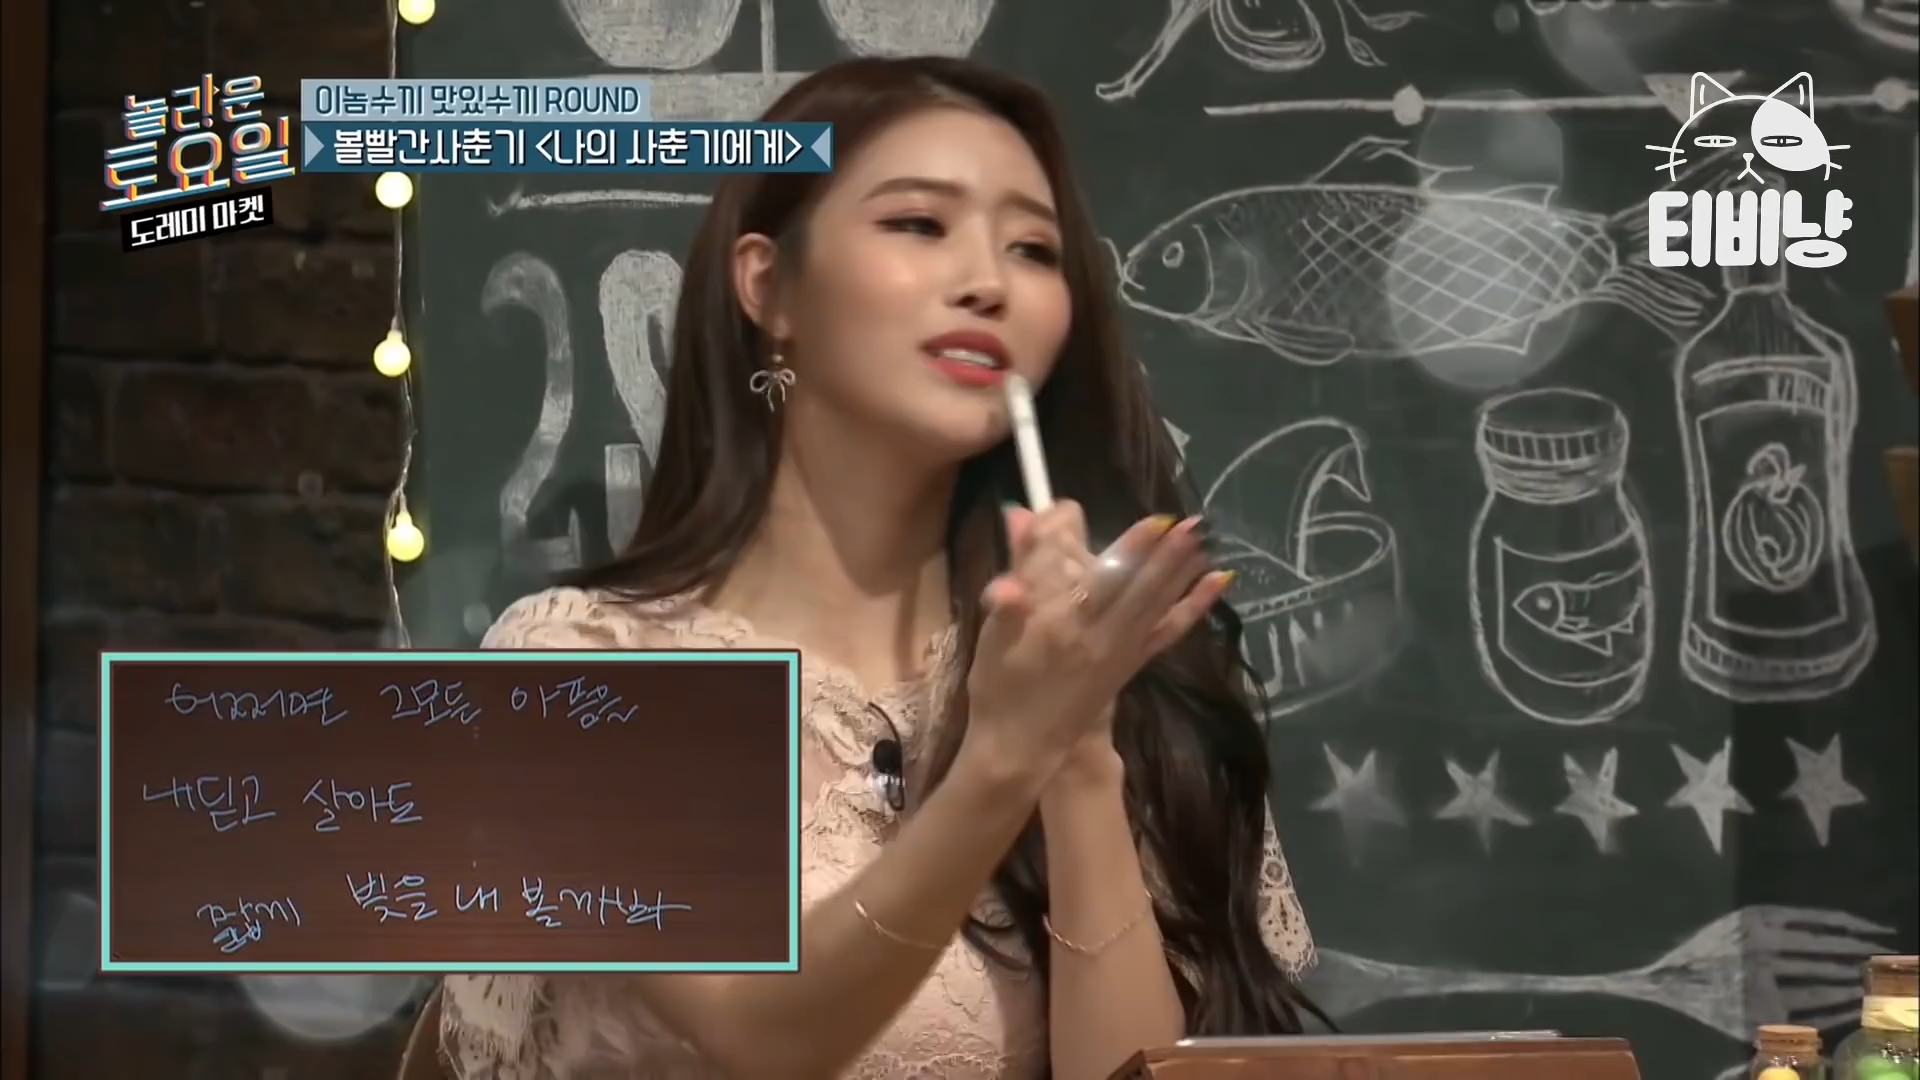 놀라운
토요일
도레미 마켓
이놈수끼 맛있수끼 ROUND
볼빨간사춘기 <나의 사춘기에게>
티비냥
어쩌면 그모든 아픔을
내딛고 살아도
짧게 빛을 내 볼까봐